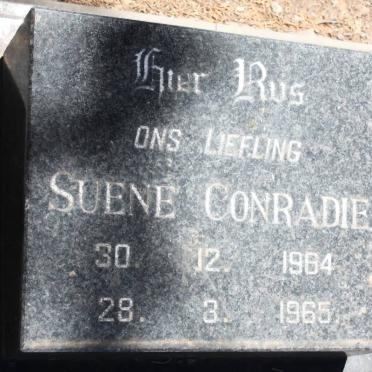 Hier Rus
ONS LIEFLING
SUENE CONRADIE
30. 12. 1964
28. 3. 1965